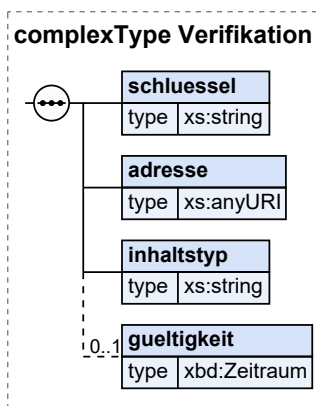 complexType Verifikation
schluessel
type xs:string
adresse
type xs:anyURI
inhaltstyp
type xs:string
0..1 gueltigkeit
type xbd:Zeitraum